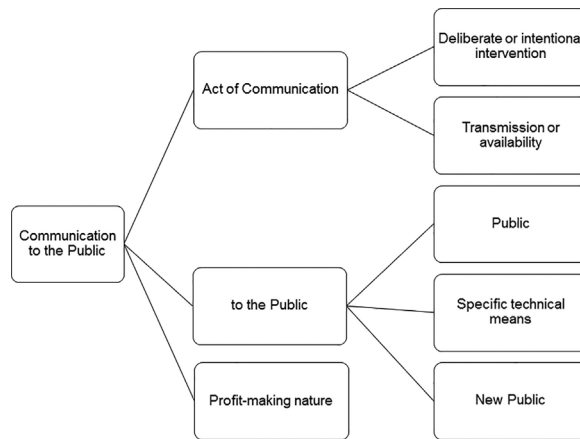 Deliberate or intentional
intervention
Act of Communication
Transmission or
availability
Communication
to the Public
Public
to the Public
Specific technical
means
Profit-making nature
New Public